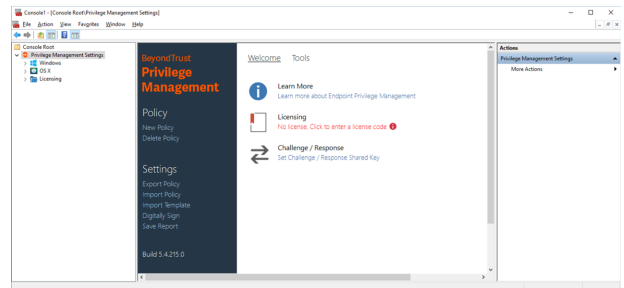 Console1 - [Console Root\Privilege Management Settings]
File Action View Favorites Window Help
Console Root
Privilege Management Settings
Windows
OS X
Licensing
BeyondTrust
Privilege
Management
Policy
New Policy
Delete Policy
Settings
Export Policy
Import Policy
Import Template
Digitally Sign
Save Report
Build 5.4.215.0
Welcome Tools
Learn More
Learn more about Endpoint Privilege Management
Licensing
No license. Click to enter a license code.
Challenge / Response
Set Challenge / Response Shared Key
Actions
Privilege Management Settings
More Actions